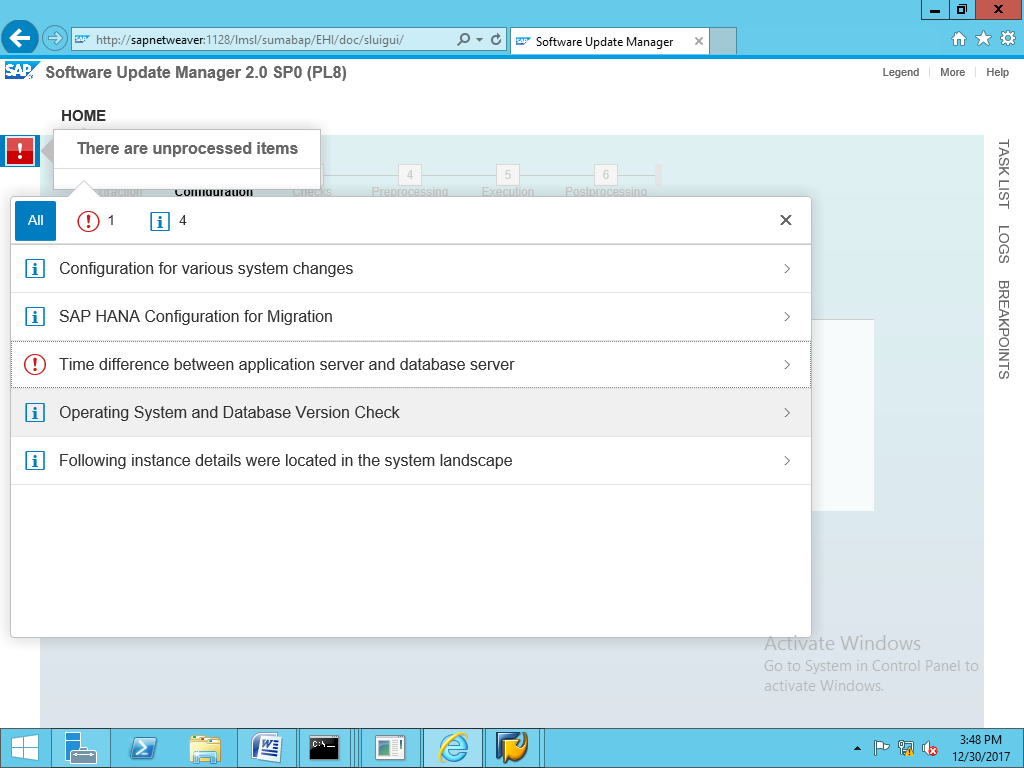 http://sapnetweaver:1128/lmsl/sumabap/EHI/doc/sluigui/
Software Update Manager
SAP Software Update Manager 2.0 SP0 (PL8)
Legend
More
Help
HOME
There are unprocessed items
4
5
6
Configuration
Checks
Preprocessing
Execution
Postprocessing
TASK LIST
LOGS
BREAKPOINTS
All
1
4
Configuration for various system changes
SAP HANA Configuration for Migration
Time difference between application server and database server
Operating System and Database Version Check
Following instance details were located in the system landscape
Activate Windows
Go to System in Control Panel to
activate Windows.
3:48 PM
12/30/2017